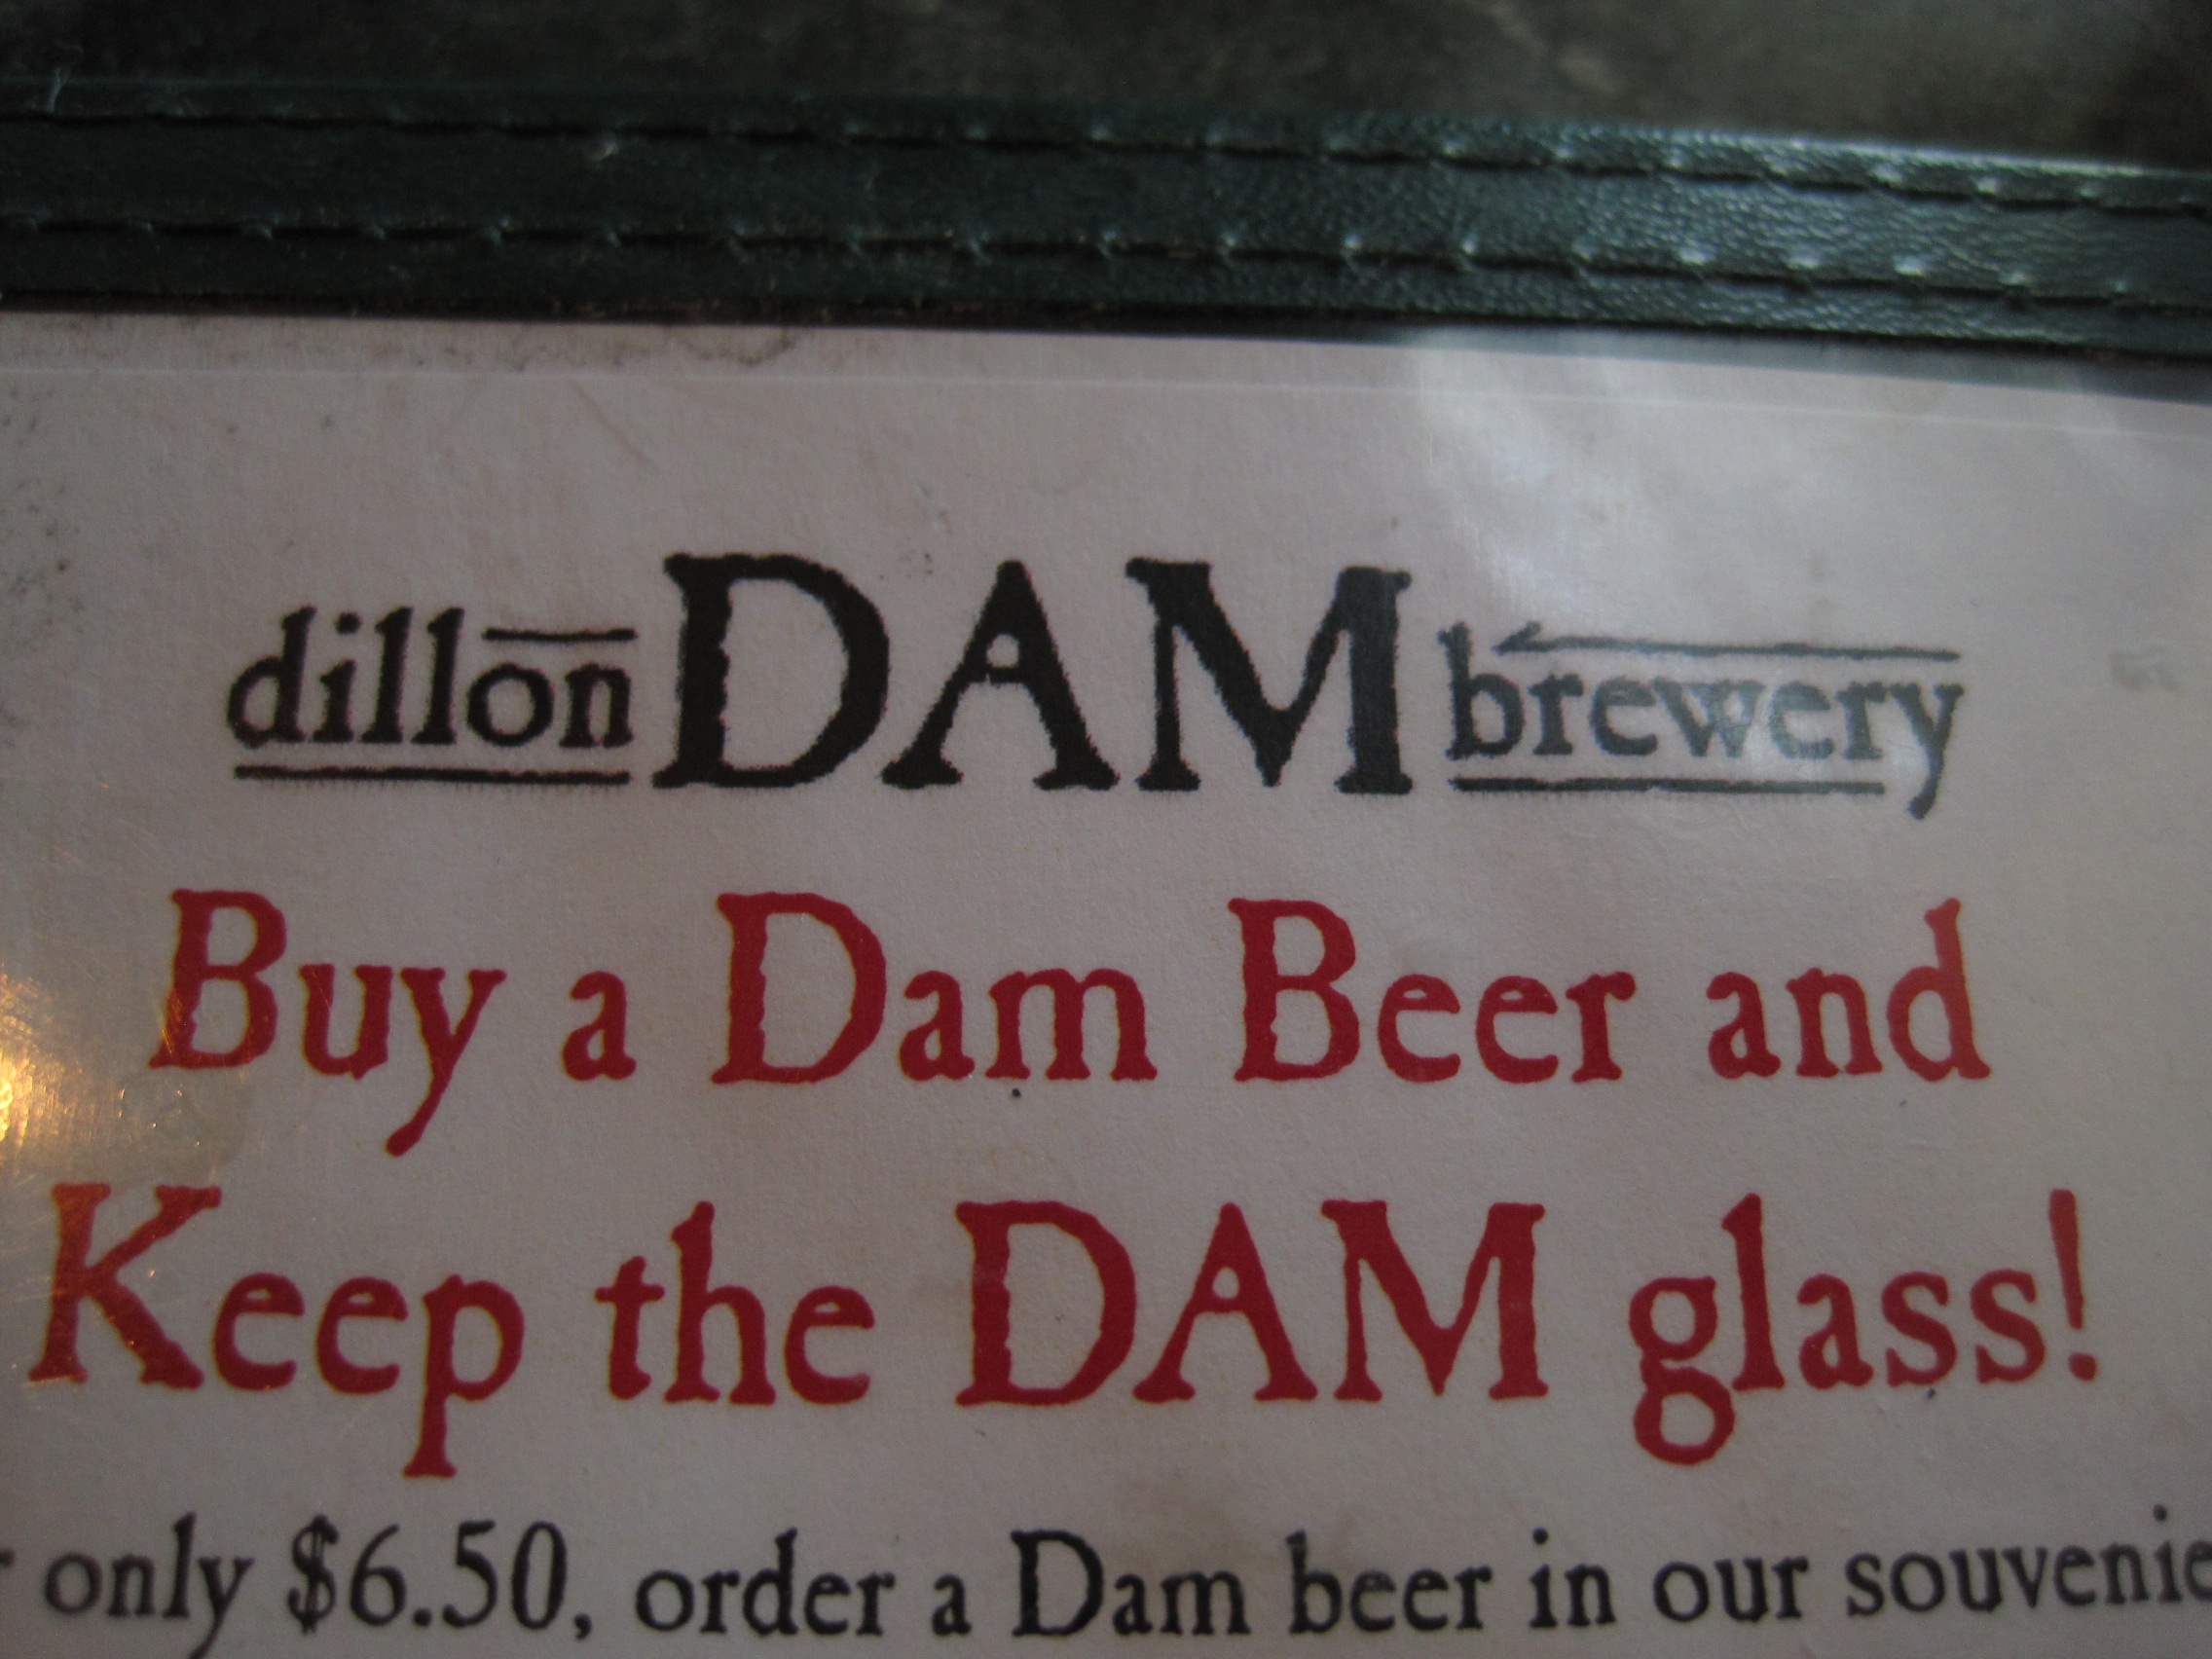 dillon DAM brewery
Buy a Dam Beer and
Keep the DAM glass!
only $6.50, order a Dam beer in our souvenie